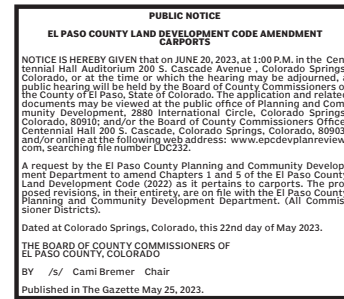 PUBLIC NOTICE
EL PASO COUNTY LAND DEVELOPMENT CODE AMENDMENT
CARPORTS
NOTICE IS HEREBY GIVEN that on JUNE 20, 2023, at 1:00 P.M. in the Cen-
tennial Hall Auditorium 200 S. Cascade Avenue , Colorado Springs,
Colorado, or at the time or which the hearing may be adjourned, a
public hearing will be held by the Board of County Commissioners of
the County of El Paso, State of Colorado. The application and related
documents may be viewed at the public office of Planning and Com-
munity Development, 2880 International Circle, Colorado Springs,
Colorado, 80910; and/or the Board of County Commissioners Office,
Centennial Hall 200 S. Cascade, Colorado Springs, Colorado, 80903;
and/or online at the following web address: www.epcdevplanreview.
com, searching file number LDC232.
A request by the El Paso County Planning and Community Develop-
ment Department to amend Chapters 1 and 5 of the El Paso County
Land Development Code (2022) as it pertains to carports. The pro-
posed revisions, in their entirety, are on file with the El Paso County
Planning and Community Development Department. (All Commis-
sioner Districts).
Dated at Colorado Springs, Colorado, this 22nd day of May 2023.
THE BOARD OF COUNTY COMMISSIONERS OF
EL PASO COUNTY, COLORADO
BY /s/ Cami Bremer Chair
Published in The Gazette May 25, 2023.